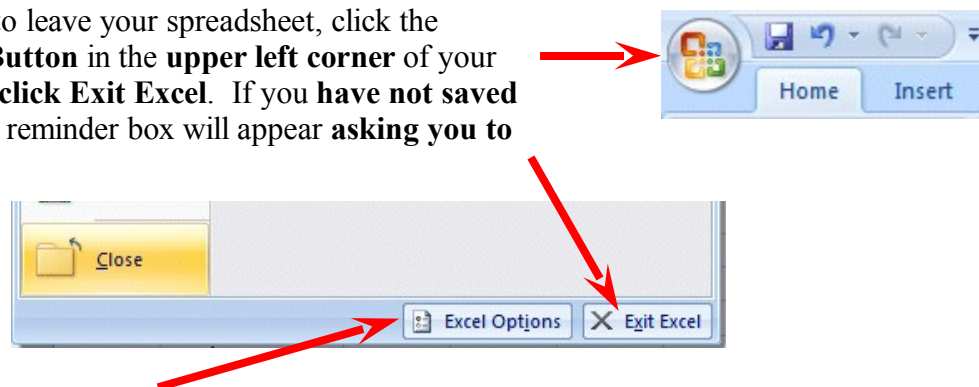 to leave your spreadsheet, click the
Button in the upper left corner of your
click Exit Excel. If you have not saved
reminder box will appear asking you to
Home Insert
Close
Excel Options Exit Excel